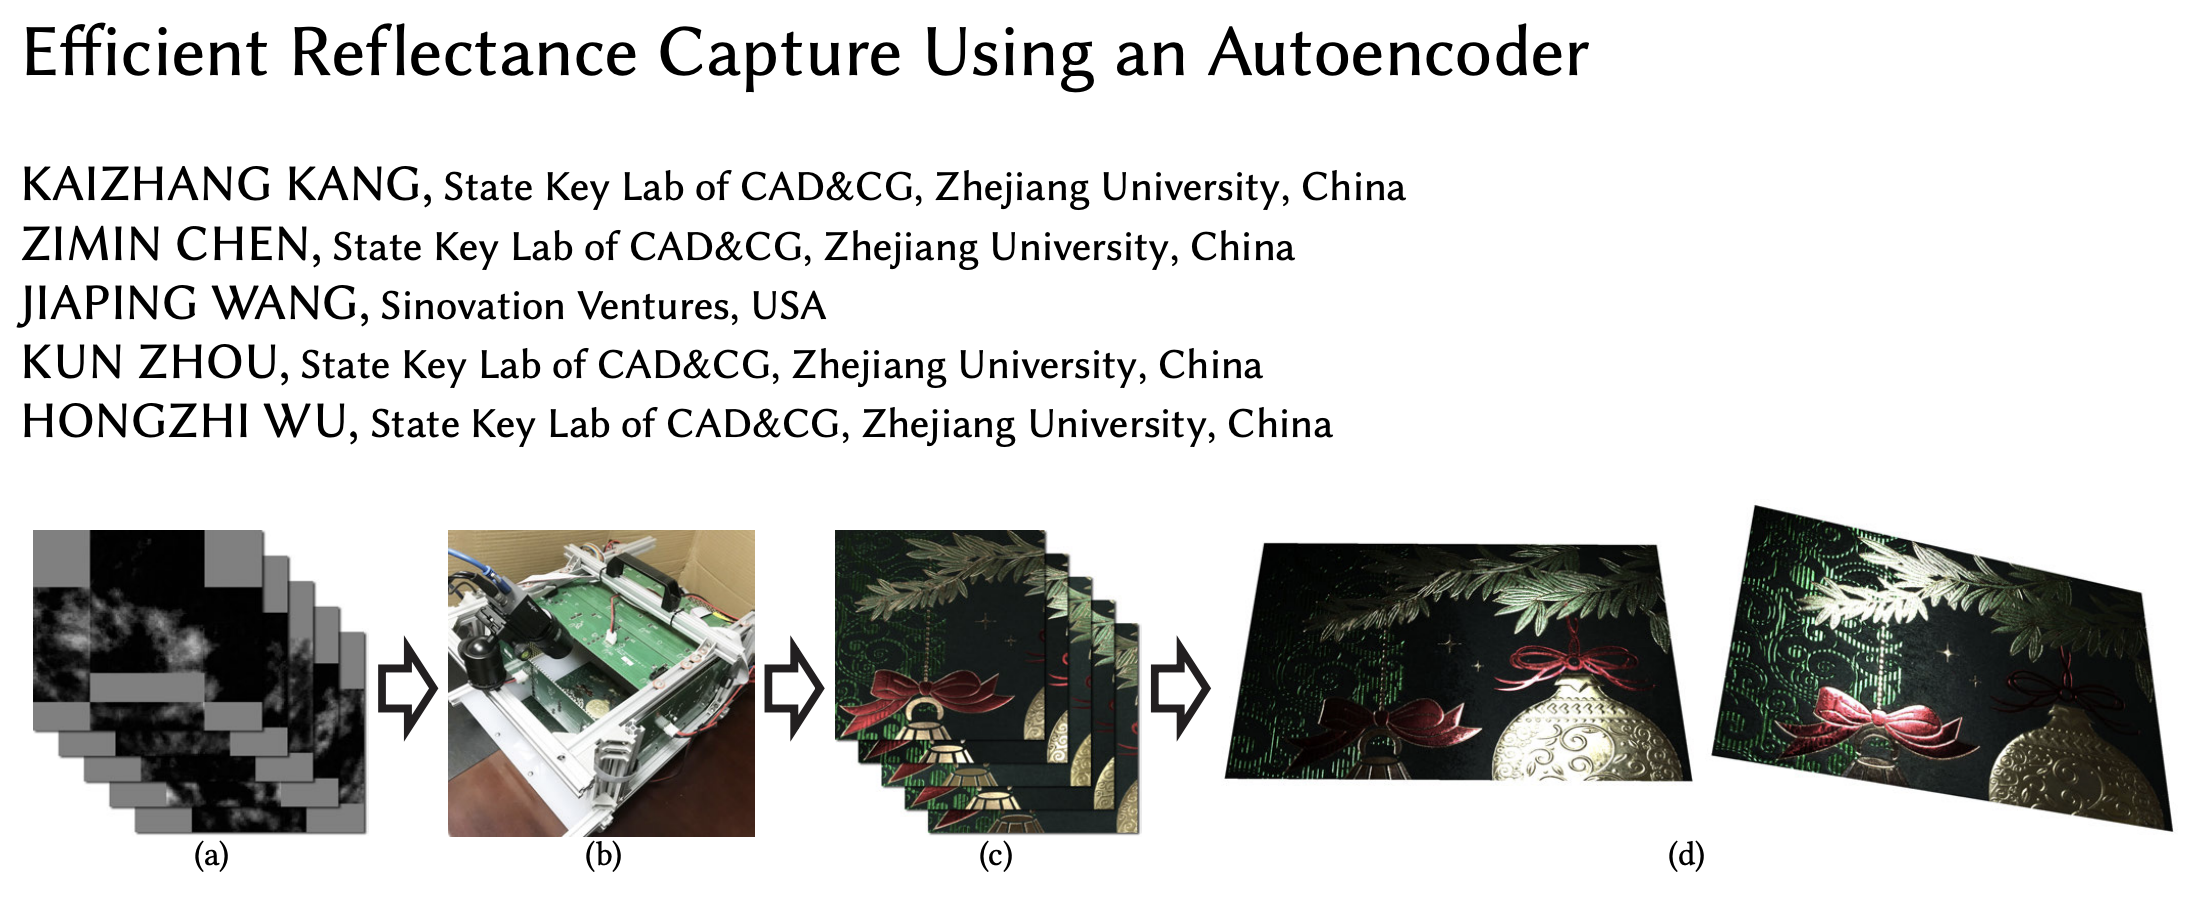 Efficient Reflectance Capture Using an Autoencoder
KAIZHANG KANG, State Key Lab of CAD&CG, Zhejiang University, China
ZIMIN CHEN, State Key Lab of CAD&CG, Zhejiang University, China
JIAPING WANG, Sinovation Ventures, USA
KUN ZHOU, State Key Lab of CAD&CG, Zhejiang University, China
HONGZHI WU, State Key Lab of CAD&CG, Zhejiang University, China
(a)
(b)
(c)
(d)